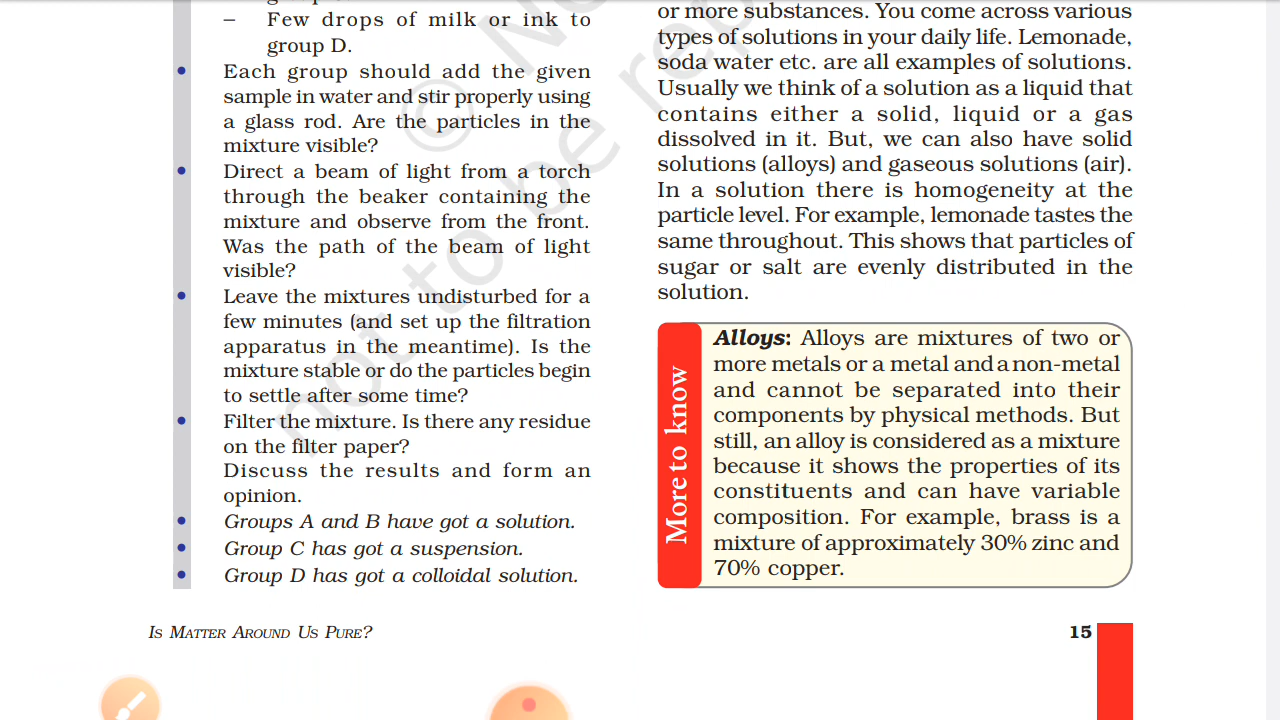 – Few drops of milk or ink to
group D.
• Each group should add the given
sample in water and stir properly using
a glass rod. Are the particles in the
mixture visible?
• Direct a beam of light from a torch
through the beaker containing the
mixture and observe from the front.
Was the path of the beam of light
visible?
• Leave the mixtures undisturbed for a
few minutes (and set up the filtration
apparatus in the meantime). Is the
mixture stable or do the particles begin
to settle after some time?
• Filter the mixture. Is there any residue
on the filter paper?
Discuss the results and form an
opinion.
• Groups A and B have got a solution.
• Group C has got a suspension.
• Group D has got a colloidal solution.
or more substances. You come across various
types of solutions in your daily life. Lemonade,
soda water etc. are all examples of solutions.
Usually we think of a solution as a liquid that
contains either a solid, liquid or a gas
dissolved in it. But, we can also have solid
solutions (alloys) and gaseous solutions (air).
In a solution there is homogeneity at the
particle level. For example, lemonade tastes the
same throughout. This shows that particles of
sugar or salt are evenly distributed in the
solution.
More to know
Alloys: Alloys are mixtures of two or
more metals or a metal and a non-metal
and cannot be separated into their
components by physical methods. But
still, an alloy is considered as a mixture
because it shows the properties of its
constituents and can have variable
composition. For example, brass is a
mixture of approximately 30% zinc and
70% copper.
IS MATTER AROUND US PURE?
15
©
not to be